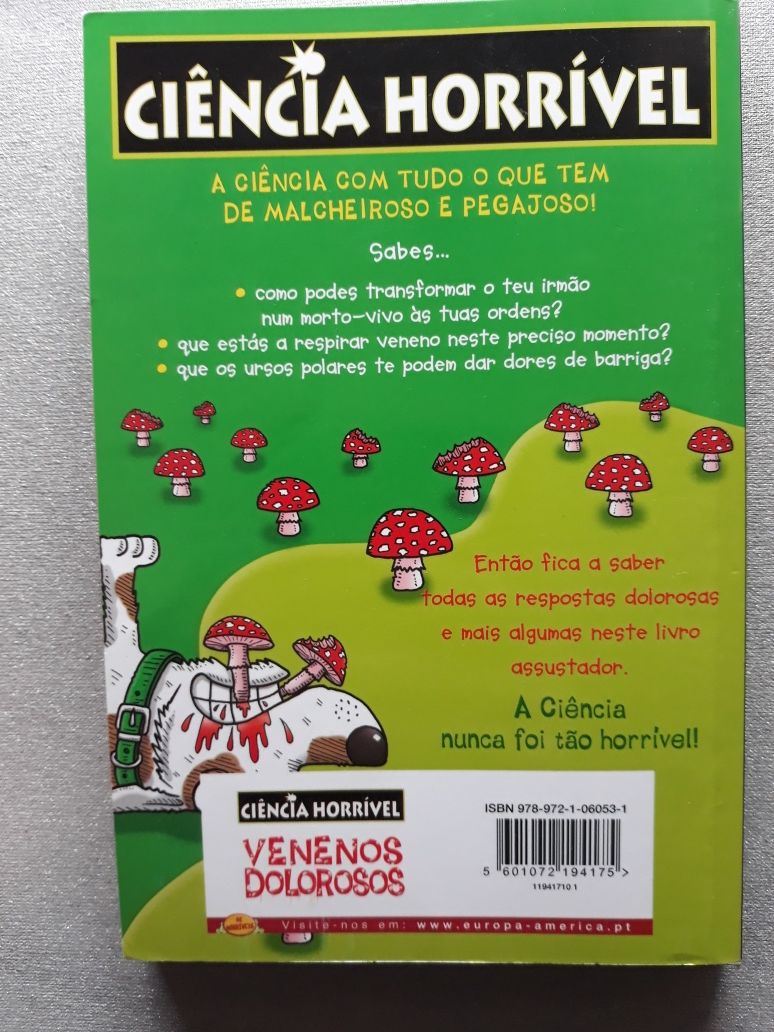 CIÊNCIA HORRÍVEL
A CIÊNCIA COM TUDO O QUE TEM
DE MALCHEIROSO E PEGAJOSO!
Sabes...
• como podes transformar o teu irmão
num morto-vivo às tuas ordens?
• que estás a respirar veneno neste preciso momento?
• que os ursos polares te podem dar dores de barriga?
Então fica a saber
todas as respostas dolorosas
e mais algumas neste livro
assustador.
A Ciência
nunca foi tão horrível!
CIÊNCIA HORRÍVEL
VENENOS
DOLOROSOS
ISBN 978-972-1-06053-1
5 601072 194175 >
11941710.1
OS HORRÍVEIS
Visite-nos em: www.europa-america.pt